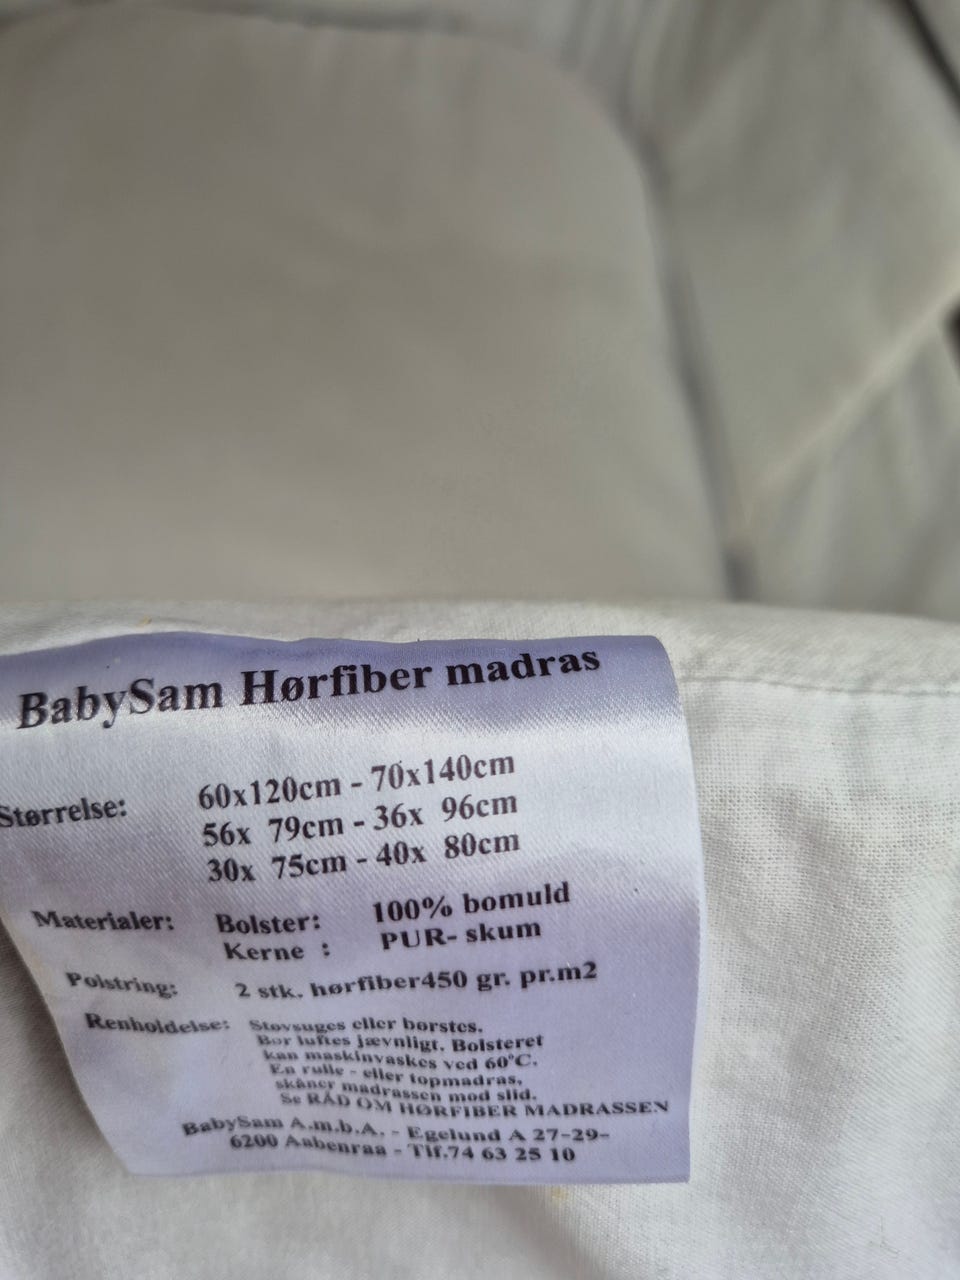 BabySam Hørfiber madras
Størrelse: 60x120cm - 70x140cm
56x 79cm - 36x 96cm
30x 75cm - 40x 80cm
Materialer: Bolster: 100% bomuld
Kerne : PUR- skum
Polstring: 2 stk. hørfiber450 gr. pr.m2
Renholdelse: Støvsuges eller børstes.
Bør luftes jævnligt. Bolsteret
kan maskinvaskes ved 60°C.
En rulle - eller topmadras,
skåner madrassen mod slid.
Se RÅD OM HØRFIBER MADRASSEN
BabySam A.m.b.A. - Egelund A 27-29-
6200 Aabenraa - Tlf.74 63 25 10